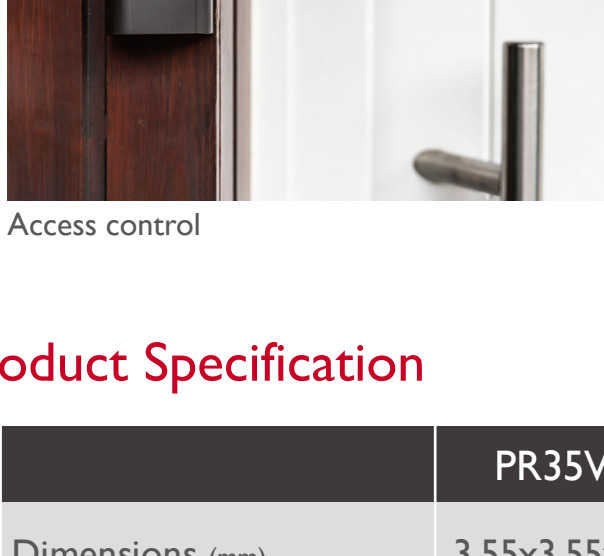 Access control
oduct Specification
PR35V
Dimensions (mm)
3.55x3.55